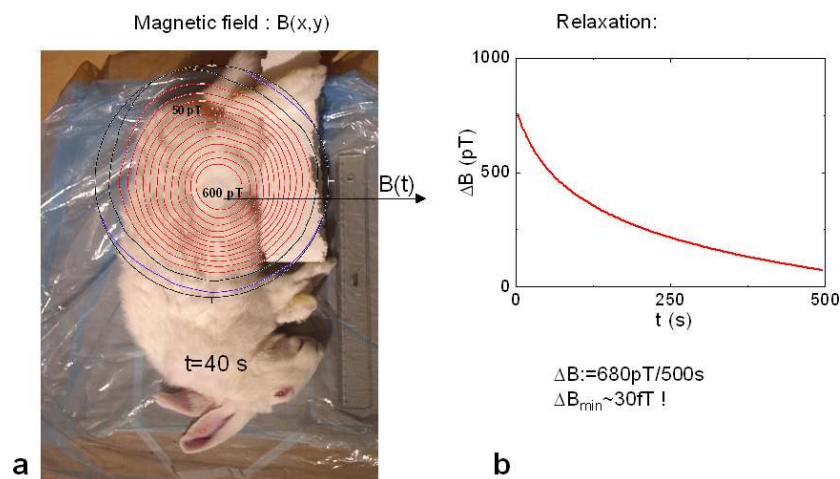 Magnetic field : B(x,y)
50 pT
600 pT
B(t)
t=40 s
a
Relaxation:
1000
500
0
ΔB (pT)
0
250
500
t (s)
ΔB:=680pT/500s
ΔB_min~30fT !
b